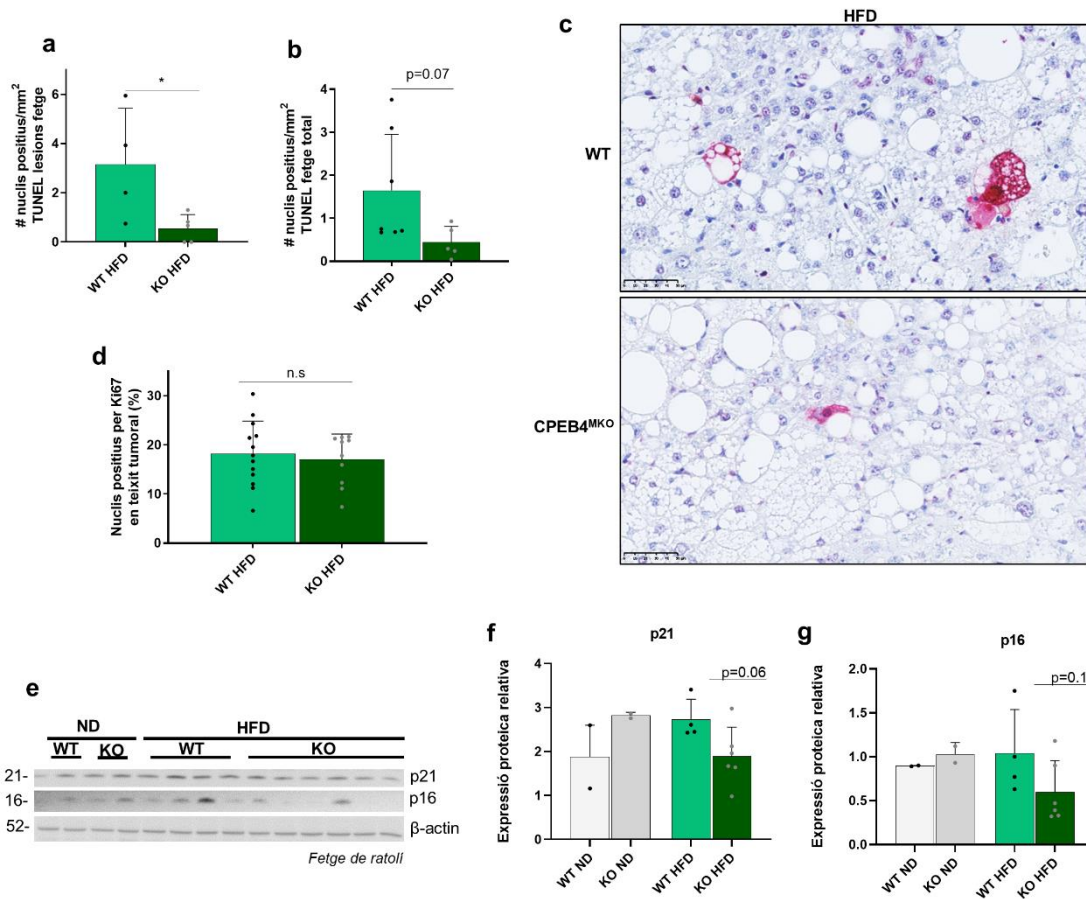 a
# nuclis positius/mm2
TUNEL lesions fetge
6
4
2
0
*
WT HFD
KO HFD
b
# nuclis positius/mm2
TUNEL fetge total
4
3
2
1
0
p=0.07
WT HFD
KO HFD
c
HFD
WT
CPEB4MKO
d
Nuclis positius per Ki67
en teixit tumoral (%)
30
20
10
0
n.s
WT HFD
KO HFD
e
ND
HFD
WT
KO
WT
KO
21-
p21
16-
p16
52-
β-actin
Fetge de ratolí
f
p21
Expressió proteica relativa
4
3
2
1
0
p=0.06
WT ND
KO ND
WT HFD
KO HFD
g
p16
Expressió proteica relativa
2.0
1.5
1.0
0.5
0.0
p=0.1
WT ND
KO ND
WT HFD
KO HFD